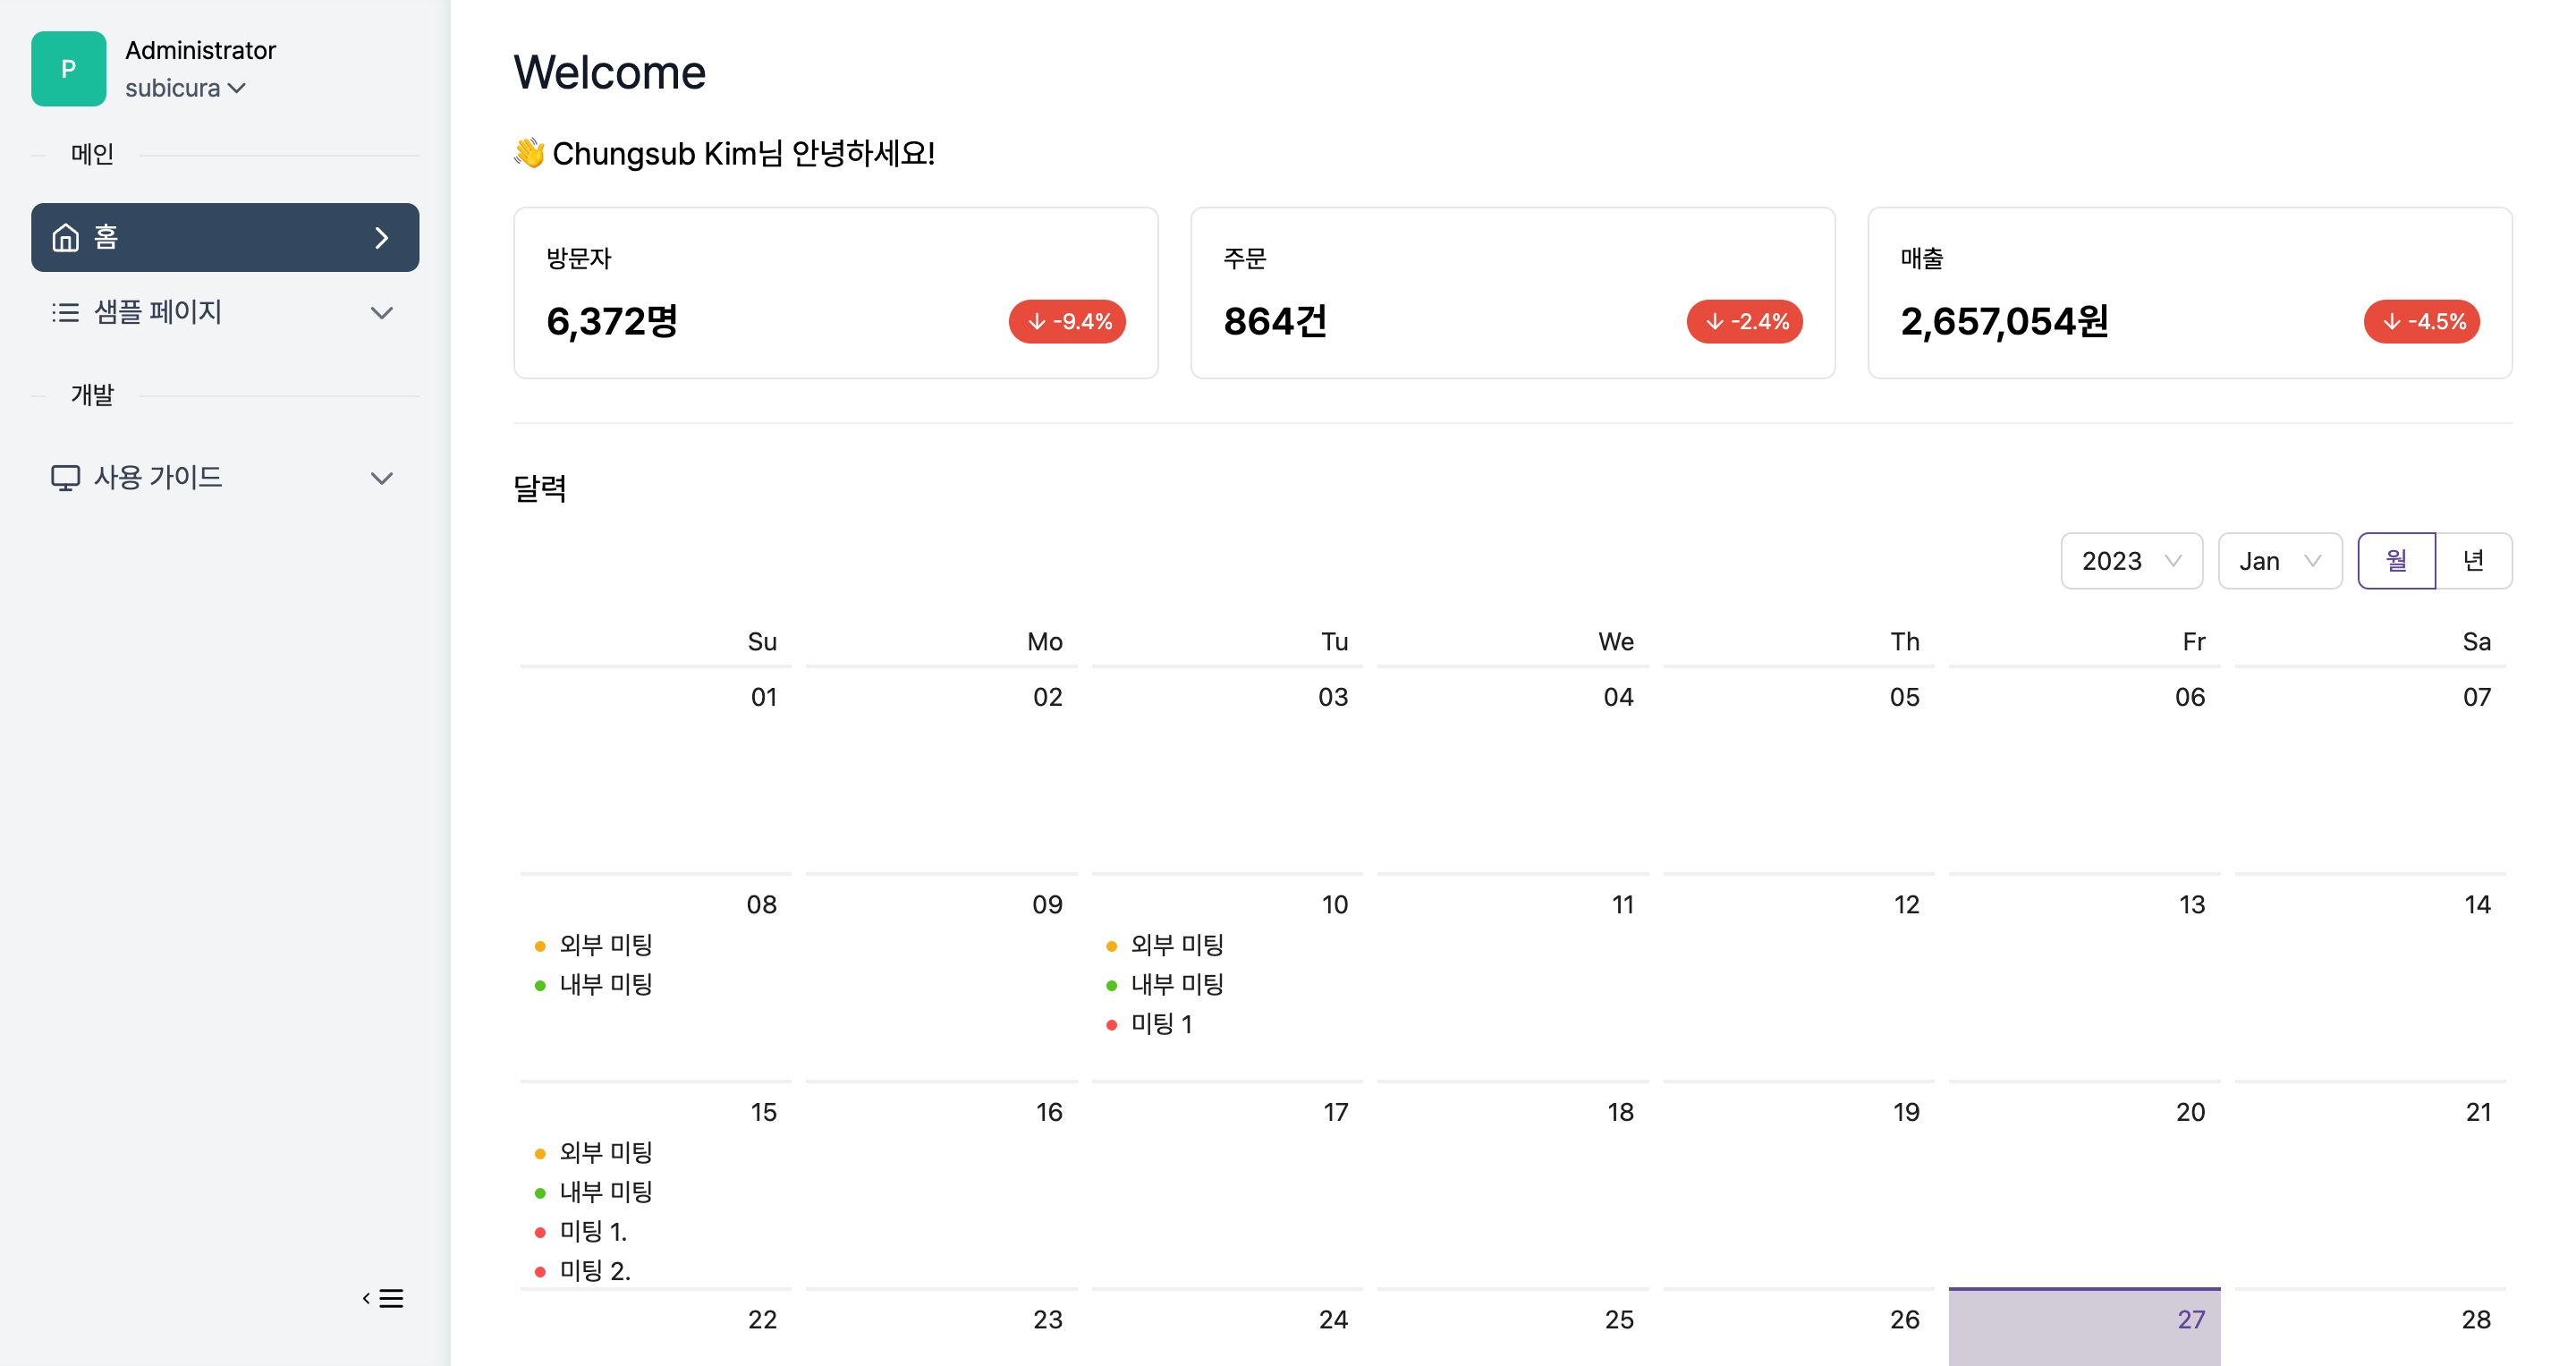 P
Administrator
subicura
메인
홈
샘플 페이지
개발
사용 가이드
Welcome
👋 Chungsub Kim님 안녕하세요!
방문자
6,372명
↓ -9.4%
주문
864건
↓ -2.4%
매출
2,657,054원
↓ -4.5%
달력
2023 Jan 월 년
Su Mo Tu We Th Fr Sa
01 02 03 04 05 06 07
08 09 10 11 12 13 14
외부 미팅
내부 미팅
외부 미팅
내부 미팅
미팅 1
15 16 17 18 19 20 21
외부 미팅
내부 미팅
미팅 1.
미팅 2.
22 23 24 25 26 27 28